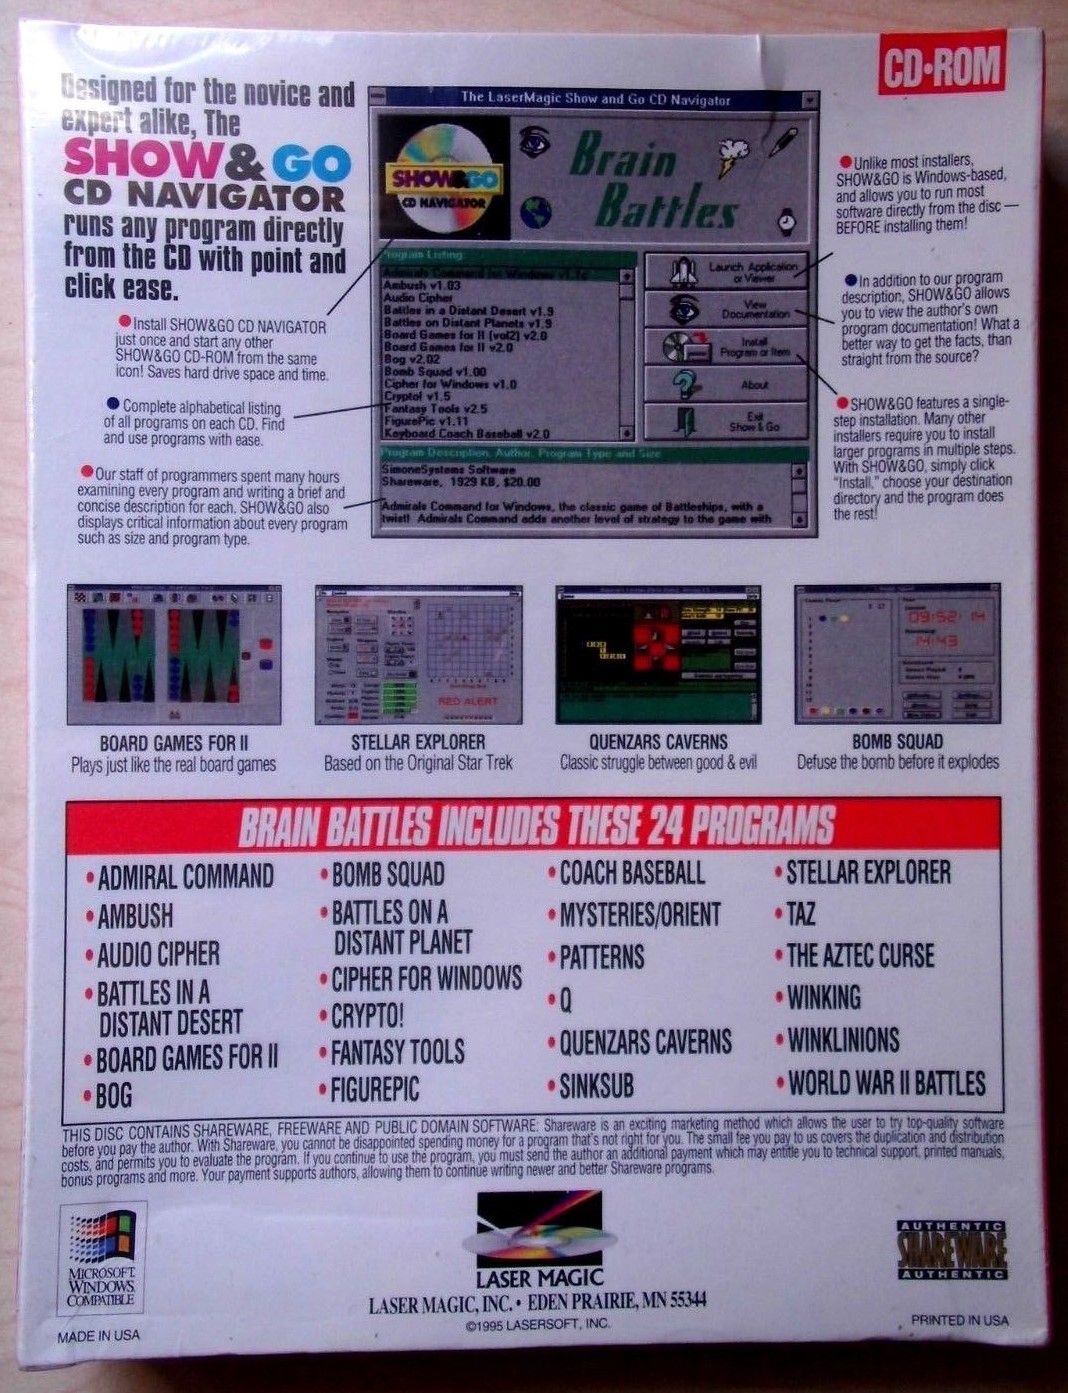 CD•ROM
Designed for the novice and
expert alike, The
SHOW & GO
CD NAVIGATOR
runs any program directly
from the CD with point and
click ease.
Install SHOW&GO CD NAVIGATOR
just once and start any other
SHOW&GO CD-ROM from the same
icon! Saves hard drive space and time.
Complete alphabetical listing
of all programs on each CD. Find
and use programs with ease.
Our staff of programmers spent many hours
examining every program and writing a brief and
concise description for each. SHOW&GO also
displays critical information about every program
such as size and program type.
The LaserMagic Show and Go CD Navigator
SHOW&GO
CD NAVIGATOR
Brain
Battles
Program Listing
Admirals Command for Windows v1.1c
Ambush v1.03
Audio Cipher
Battles in a Distant Desert v1.9
Battles on Distant Planets v1.9
Board Games for II [vol2] v2.0
Board Games for II v2.0
Bog v2.02
Bomb Squad v1.00
Cipher for Windows v1.0
Crypto! v1.5
Fantasy Tools v2.5
FigurePic v1.11
Keyboard Coach Baseball v2.0
Launch Application
or Viewer
View
Documentation
Install
Program or Item
About
Exit
Show & Go
Program Description, Author, Program Type and Size
SimoneSystems Software
Shareware, 1929 KB, $20.00
Admirals Command for Windows, the classic game of Battleships, with a
twist! Admirals Command adds another level of strategy to the game with
Unlike most installers,
SHOW&GO is Windows-based,
and allows you to run most
software directly from the disc —
BEFORE installing them!
In addition to our program
description, SHOW&GO allows
you to view the author's own
program documentation! What a
better way to get the facts, than
straight from the source?
SHOW&GO features a single-
step installation. Many other
installers require you to install
larger programs in multiple steps.
With SHOW&GO, simply click
"Install," choose your destination
directory and the program does
the rest!
RED ALERT
09:52: 14
14:43
BOARD GAMES FOR II
Plays just like the real board games
STELLAR EXPLORER
Based on the Original Star Trek
QUENZARS CAVERNS
Classic struggle between good & evil
BOMB SQUAD
Defuse the bomb before it explodes
BRAIN BATTLES INCLUDES THESE 24 PROGRAMS
• ADMIRAL COMMAND
• AMBUSH
• AUDIO CIPHER
• BATTLES IN A
DISTANT DESERT
• BOARD GAMES FOR II
• BOG
• BOMB SQUAD
• BATTLES ON A
DISTANT PLANET
• CIPHER FOR WINDOWS
• CRYPTO!
• FANTASY TOOLS
• FIGUREPIC
• COACH BASEBALL
• MYSTERIES/ORIENT
• PATTERNS
• Q
• QUENZARS CAVERNS
• SINKSUB
• STELLAR EXPLORER
• TAZ
• THE AZTEC CURSE
• WINKING
• WINKLINIONS
• WORLD WAR II BATTLES
THIS DISC CONTAINS SHAREWARE, FREEWARE AND PUBLIC DOMAIN SOFTWARE: Shareware is an exciting marketing method which allows the user to try top-quality software
before you pay the author. With Shareware, you cannot be disappointed spending money for a program that's not right for you. The small fee you pay to us covers the duplication and distribution
costs, and permits you to evaluate the program. If you continue to use the program, you must send the author an additional payment which may entitle you to technical support, printed manuals,
bonus programs and more. Your payment supports authors, allowing them to continue writing newer and better Shareware programs.
MICROSOFT
WINDOWS
COMPATIBLE
MADE IN USA
LASER MAGIC
LASER MAGIC, INC. • EDEN PRAIRIE, MN 55344
©1995 LASERSOFT, INC.
AUTHENTIC
SHAREWARE
AUTHENTIC
PRINTED IN USA